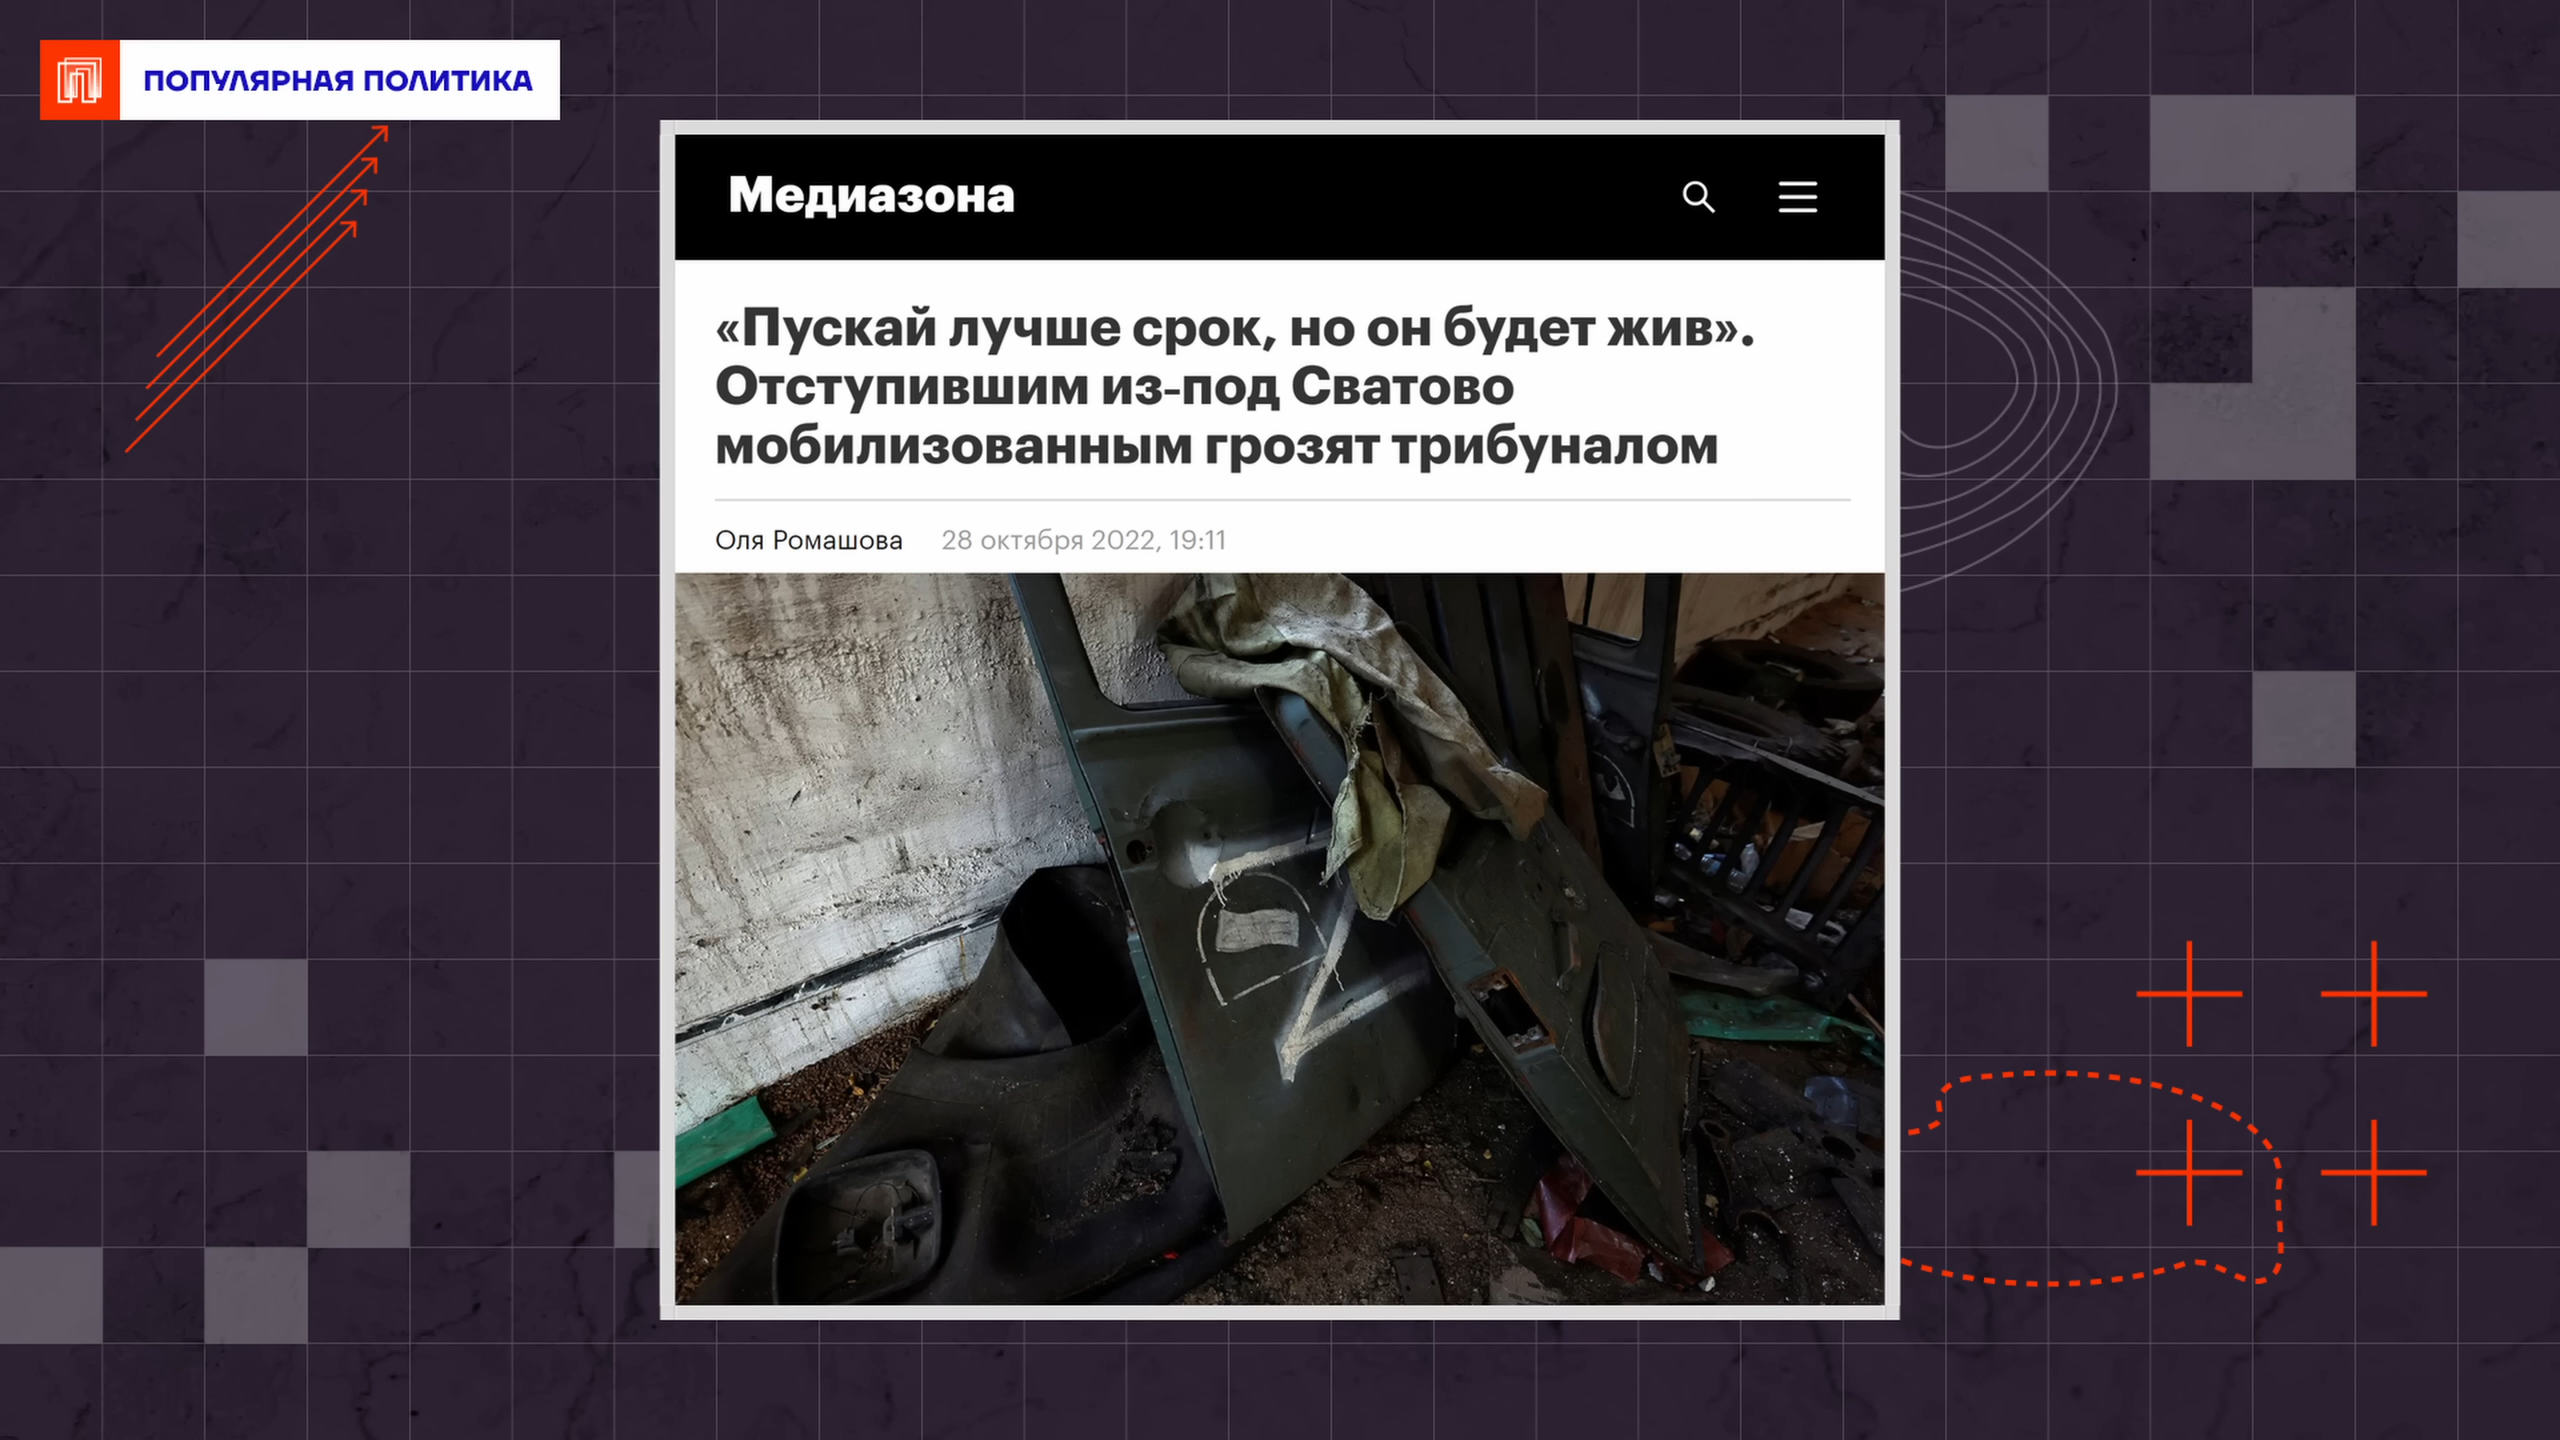 ПОПУЛЯРНАЯ ПОЛИТИКА
Медиазона
«Пускай лучше срок, но он будет жив».
Отступившим из-под Сватово
мобилизованным грозят трибуналом
Оля Ромашова 28 октября 2022, 19:11
Z